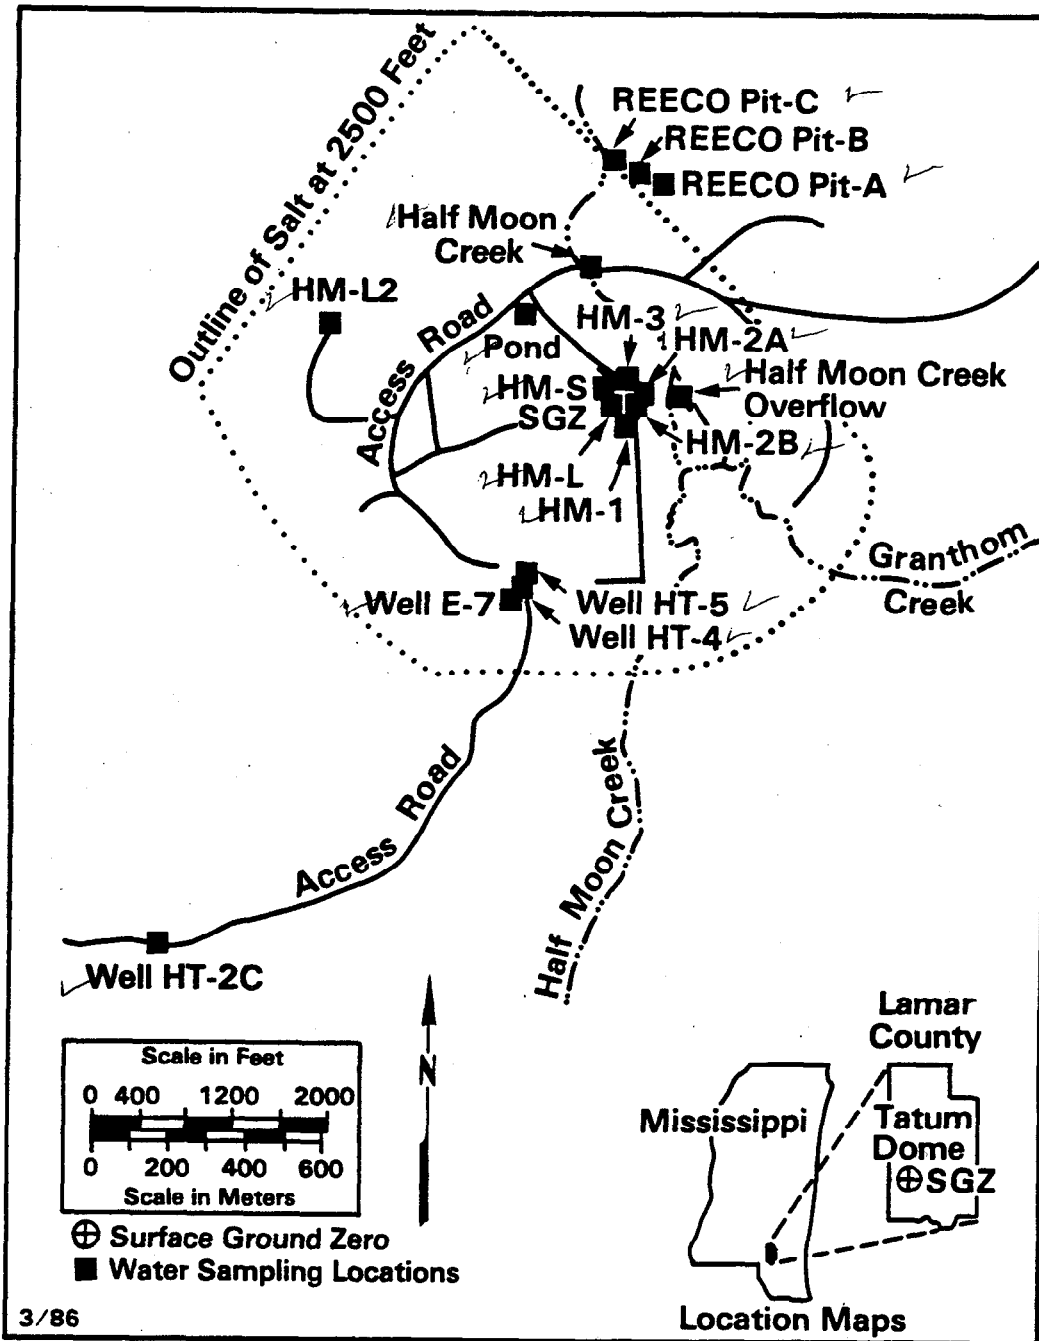 Outline of Salt at 2500 Feet
REECO Pit-C
REECO Pit-B
REECO Pit-A
Half Moon
Creek
HM-L2
Access Road
Pond
HM-3
HM-2A
HM-S
SGZ
Half Moon Creek
Overflow
HM-2B
HM-L
HM-1
Granthom
Creek
Well E-7
Well HT-5
Well HT-4
Half Moon Creek
Access Road
Well HT-2C
N
Scale in Feet
0 400 1200 2000
0 200 400 600
Scale in Meters
Surface Ground Zero
Water Sampling Locations
3/86
Lamar
County
Mississippi
Tatum
Dome
SGZ
Location Maps